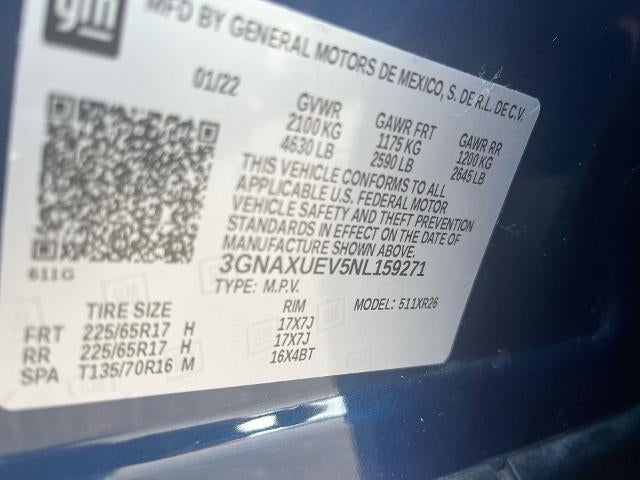 gm
MFD BY GENERAL MOTORS DE MEXICO, S. DE R.L. DE C.V.
01/22
GVWR GAWR FRT GAWR RR
2100 KG 1175 KG 1200 KG
4630 LB 2590 LB 2645 LB
THIS VEHICLE CONFORMS TO ALL
APPLICABLE U.S. FEDERAL MOTOR
VEHICLE SAFETY AND THEFT PREVENTION
STANDARDS IN EFFECT ON THE DATE OF
MANUFACTURE SHOWN ABOVE.
611G
3GNAXUEV5NL159271
TYPE: M.P.V. MODEL: 511XR26
TIRE SIZE RIM
FRT 225/65R17 H 17X7J
RR 225/65R17 H 17X7J
SPA T135/70R16 M 16X4BT